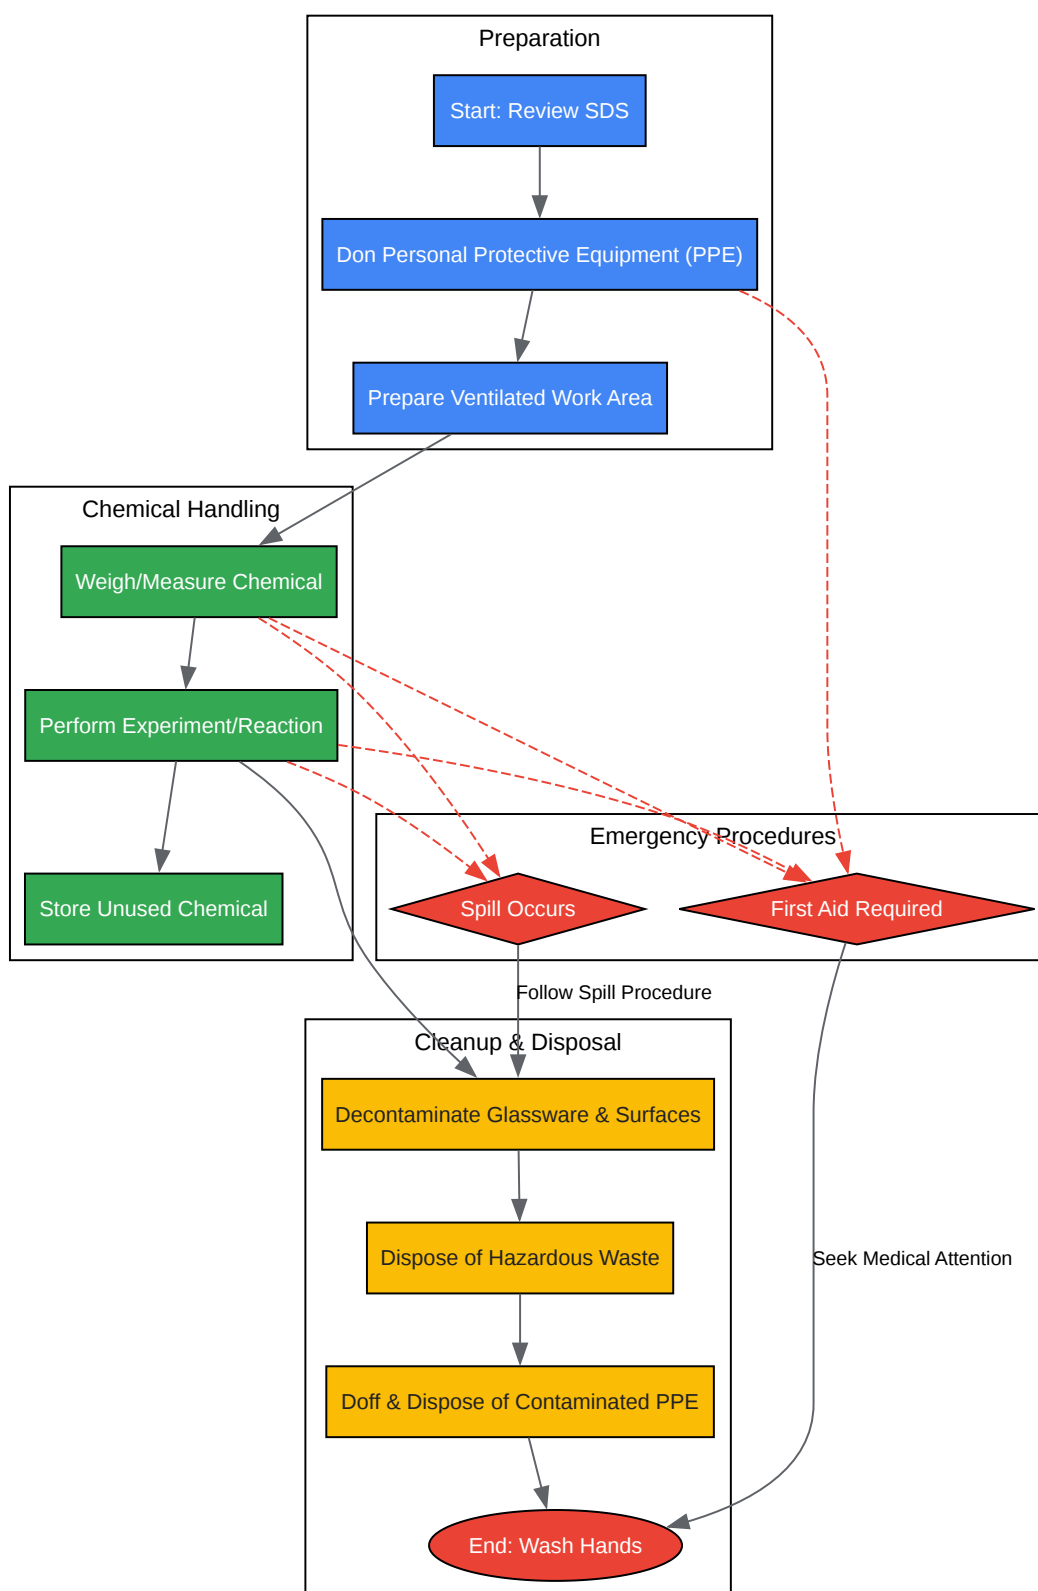 Preparation
Start: Review SDS
Don Personal Protective Equipment (PPE)
Prepare Ventilated Work Area
Chemical Handling
Weigh/Measure Chemical
Perform Experiment/Reaction
Store Unused Chemical
Emergency Procedures
Spill Occurs
First Aid Required
Follow Spill Procedure
Cleanup & Disposal
Decontaminate Glassware & Surfaces
Dispose of Hazardous Waste
Seek Medical Attention
Doff & Dispose of Contaminated PPE
End: Wash Hands